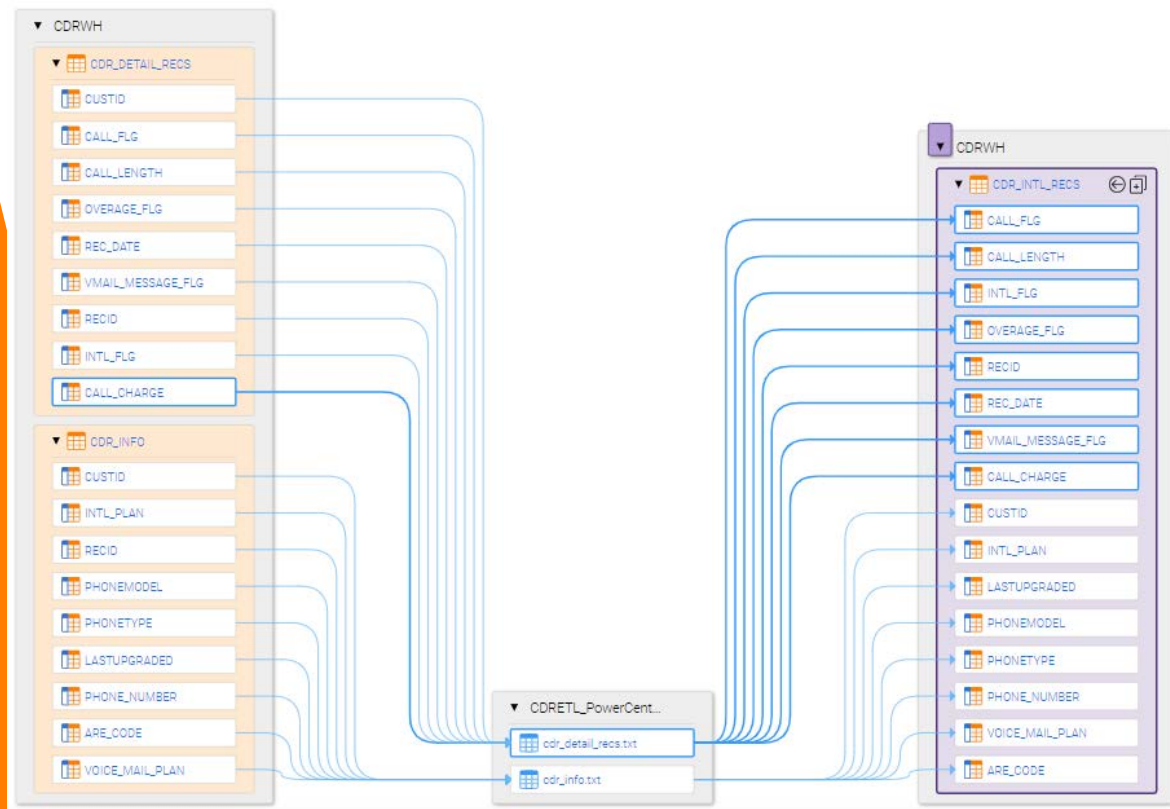 CDRWH
CDR_DETAIL_RECS
CUSTID
CALL_FLG
CALL_LENGTH
OVERAGE_FLG
REC_DATE
VMAIL_MESSAGE_FLG
RECID
INTL_FLG
CALL_CHARGE
CDR_INFO
CUSTID
INTL_PLAN
RECID
PHONEMODEL
PHONETYPE
LASTUPGRADED
PHONE_NUMBER
ARE_CODE
VOICE_MAIL_PLAN
CDRETL_PowerCent...
cdr_detail_recs.txt
cdr_info.txt
CDRWH
CDR_INTL_RECS
CALL_FLG
CALL_LENGTH
INTL_FLG
OVERAGE_FLG
RECID
REC_DATE
VMAIL_MESSAGE_FLG
CALL_CHARGE
CUSTID
INTL_PLAN
LASTUPGRADED
PHONEMODEL
PHONETYPE
PHONE_NUMBER
VOICE_MAIL_PLAN
ARE_CODE